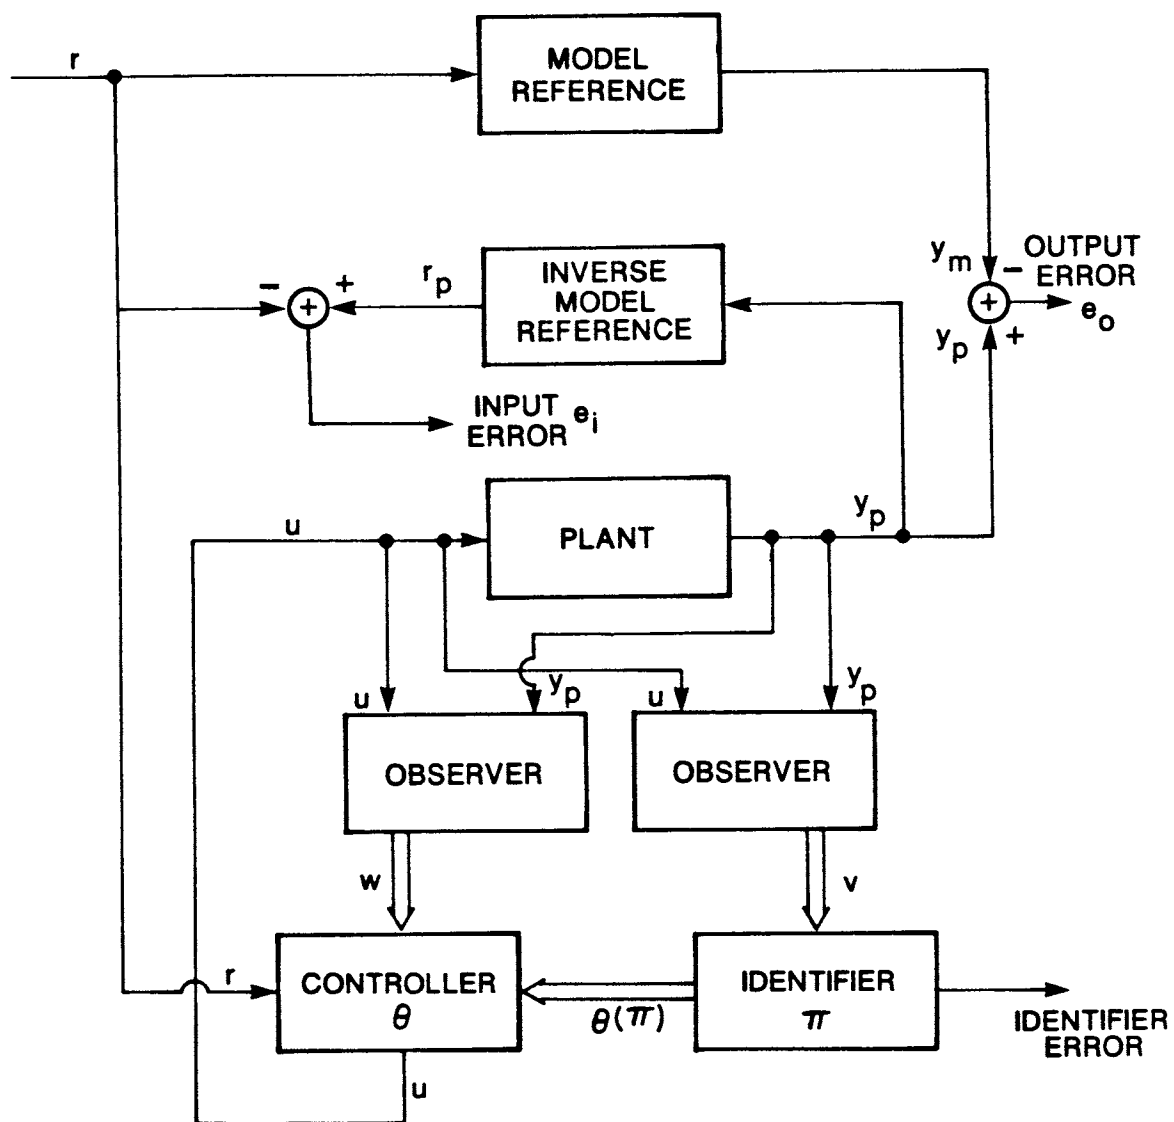 r
MODEL
REFERENCE
y_m
−
OUTPUT
ERROR
+
e_o
y_p
+
−
+
+
r_p
INVERSE
MODEL
REFERENCE
INPUT
ERROR
e_i
u
PLANT
y_p
u
y_p
u
y_p
OBSERVER
OBSERVER
w
v
r
CONTROLLER
θ
θ(π)
IDENTIFIER
π
IDENTIFIER
ERROR
u